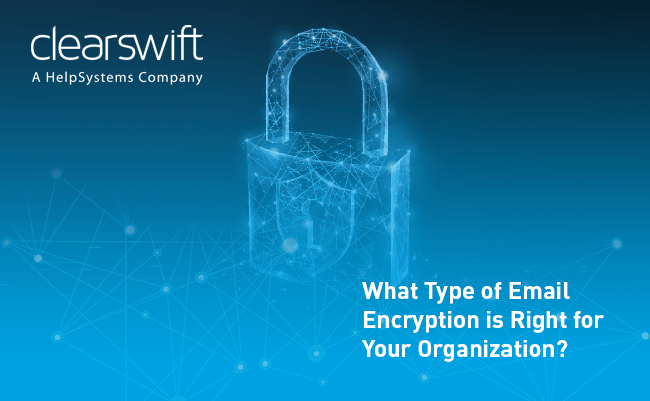 clearswift
A HelpSystems Company
What Type of Email
Encryption is Right for
Your Organization?